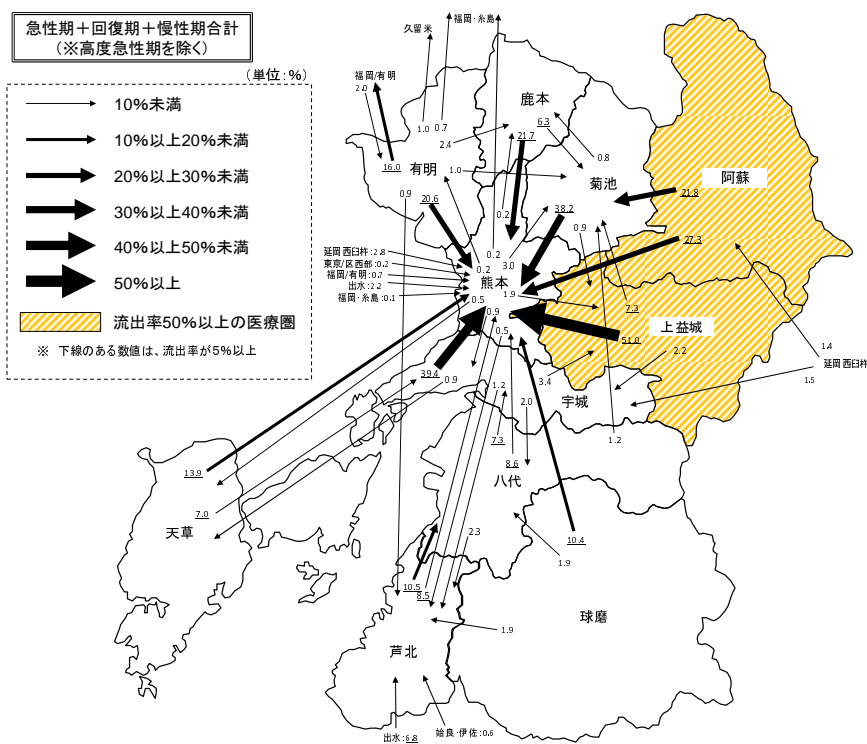 急性期＋回復期＋慢性期合計
（※高度急性期を除く）
（単位：％）
10％未満
10％以上20％未満
20％以上30％未満
30％以上40％未満
40％以上50％未満
50％以上
流出率50％以上の医療圏
※ 下線のある数値は、流出率が５％以上
久留米
福岡・糸島
福岡/有明
2.0
1.0
0.7
鹿本
6.3
21.7
2.4
16.0
有明
1.0
0.8
菊池
阿蘇
21.8
0.9
20.6
0.2
38.2
0.9
27.3
延岡西臼杵：2.8
東京/区西部：0.2
福岡/有明：0.7
出水：2.2
福岡・糸島：0.1
0.2
0.2
3.0
熊本
0.5
1.9
0.9
0.5
7.3
上益城
51.0
1.4
延岡西臼杵
1.5
2.2
3.4
宇城
39.4
0.9
1.2
2.0
1.2
7.3
8.6
八代
13.9
7.0
天草
10.4
2.3
1.9
10.5
8.5
球磨
1.9
芦北
出水：6.8
姶良・伊佐：0.6